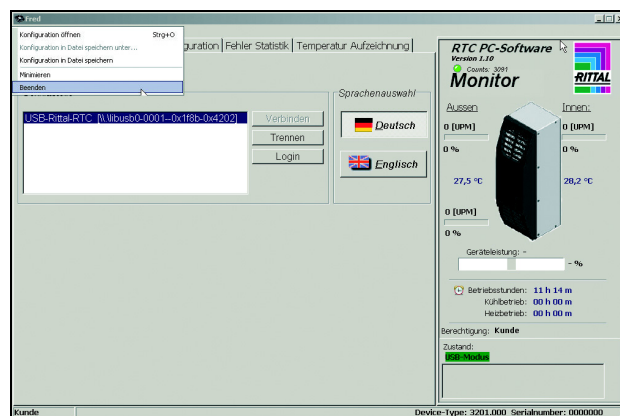 Fred
Konfiguration öffnen Strg+O
Konfiguration in Datei speichern unter...
Konfiguration in Datei speichern
Minimieren
Beenden
guration Fehler Statistik Temperatur Aufzeichnung
Sprachenauswahl
USB-Rittal-RTC [\\.\libusb0-0001--0x1f8b-0x4202]
Verbinden
Trennen
Login
Deutsch
Englisch
RTC PC-Software
Version 1.10
Counts: 3091
Monitor
RITTAL
Aussen Innen:
0 [UPM] 0 [UPM]
0 % 0 %
27,5 °C 28,2 °C
0 [UPM]
0 %
Geräteleistung: -
- %
Betriebsstunden: 11 h 14 m
Kühlbetrieb: 00 h 00 m
Heizbetrieb: 00 h 00 m
Berechtigung: Kunde
Zustand:
USB-Modus
Kunde Device-Type: 3201.000 Serialnumber: 0000000